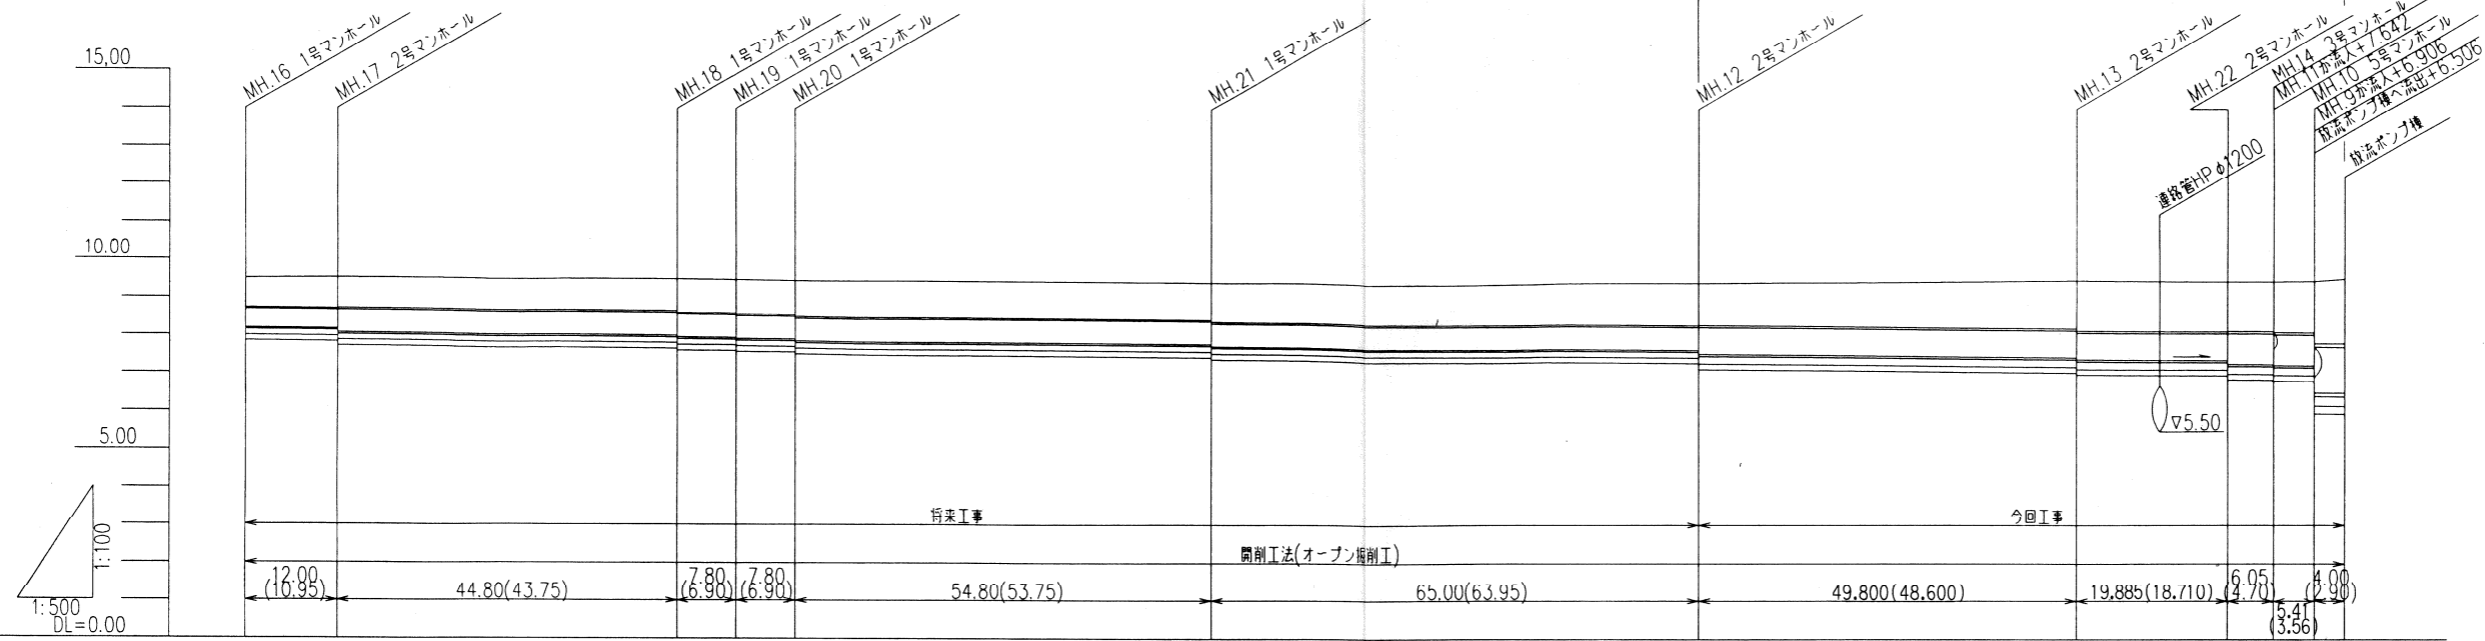 15,00
10.00
5.00
1:100
1:500
DL=0.00
MH.16 1号マンホール
MH.17 2号マンホール
MH.18 1号マンホール
MH.19 1号マンホール
MH.20 1号マンホール
MH.21 1号マンホール
MH.12 2号マンホール
MH.13 2号マンホール
MH.22 2号マンホール
MH.14 3号マンホール
MH.11が流入+7.642
MH.10 5号マンホール
MH.9が流入+6.906
放流ポンプ棟へ流出+6.506
放流ポンプ棟
連絡管HPφ1200
▽5.50
将来工事
今回工事
開削工法(オープン掘削工)
12.00
(10.95)
44.80(43.75)
7.80
(6.90)
7.80
(6.90)
54.80(53.75)
65.00(63.95)
49.800(48.600)
19.885(18.710)
6.05
(4.70)
5.41
(3.56)
4.00
(2.90)